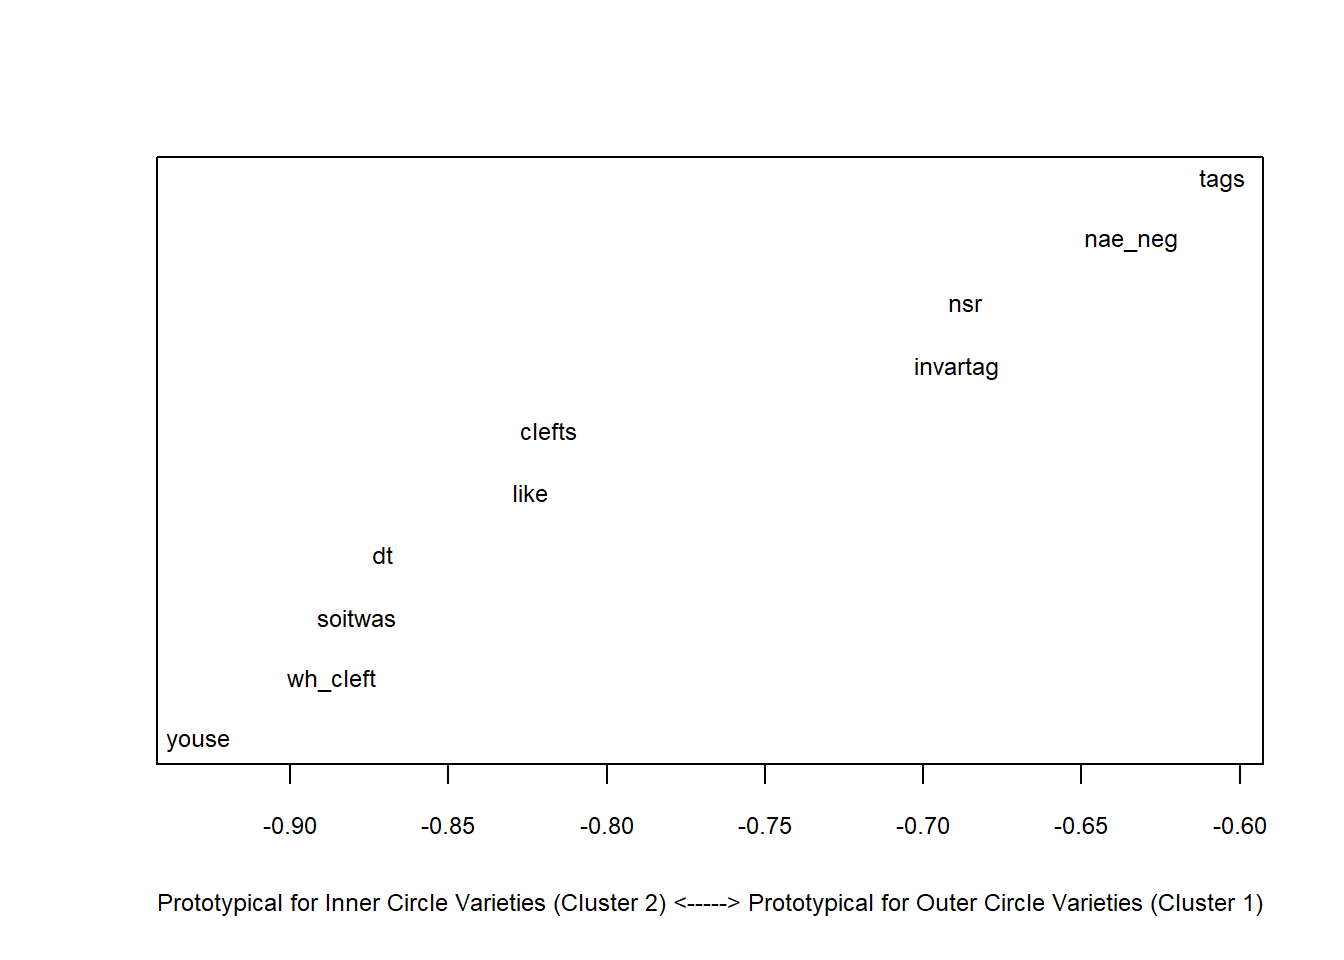 tags
nae_neg
nsr
invartag
clefts
like
dt
soitwas
wh_cleft
youse
-0.90 -0.85 -0.80 -0.75 -0.70 -0.65 -0.60
Prototypical for Inner Circle Varieties (Cluster 2) <-----> Prototypical for Outer Circle Varieties (Cluster 1)